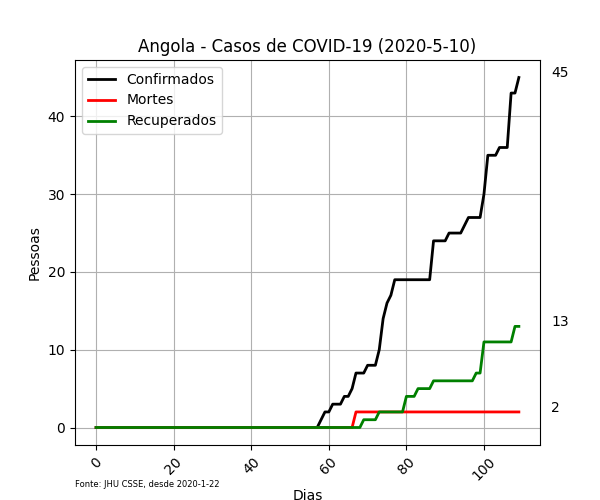 Angola - Casos de COVID-19 (2020-5-10)
Confirmados
Mortes
Recuperados
45
13
2
Pessoas
40
30
20
10
0
0 20 40 60 80 100
Fonte: JHU CSSE, desde 2020-1-22
Dias